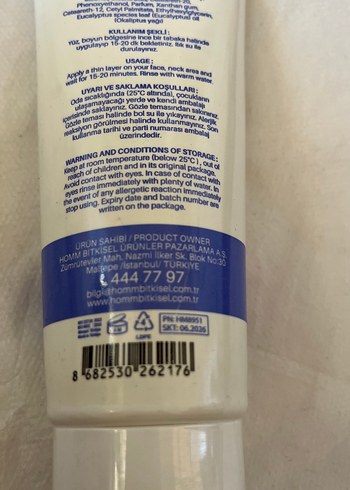 Phenoxyethanol, Parfum, Xanthan gum,
Ceteareth-12, Cetyl Palmitate, Ethylhexylglycerin,
Eucalyptus species leaf (Eucalyptus) oil
(Okaliptus yağı)
KULLANIM ŞEKLİ :
Yüz, boyun bölgesine ince bir tabaka halinde
uygulayıp 15-20 dk bekletiniz. Ilık su ile
durulayınız.
USAGE ;
Apply a thin layer on your face, neck area and
wait for 15-20 minutes. Rinse with warm water.
UYARI VE SAKLAMA KOŞULLARI ;
Oda sıcaklığında (25°C altında), çocukların
ulaşamayacağı yerde ve kendi ambalajı
içerisinde saklayınız. Gözle temasından sakınınız.
Gözle teması halinde bol su ile yıkayınız. Alerjik
reaksiyon görülmesi halinde kullanmayınız. Son
kullanma tarihi ve parti numarası ambalaj
üzerindedir.
WARNING AND CONDITIONS OF STORAGE ;
Keep at room temperature (below 25°C), out of
reach of children and in its original package.
Avoid contact with eyes. In case of contact with
eyes rinse immediately with plenty of water. In
the event of any allergetic reaction immediately
stop using. Expiry date and batch number are
written on the package.
ÜRÜN SAHİBİ / PRODUCT OWNER
HOMM BİTKİSEL ÜRÜNLER PAZARLAMA A.Ş.
Zümrütevler Mah. Nazmi İlker Sk. Blok No:30
Maltepe /İstanbul/ TÜRKİYE
444 77 97
bilgi@hommbitkisel.com.tr
www.hommbitkisel.com.tr
PN: HM8951
SKT: 06.2026
4
LDPE
8 682530 262176